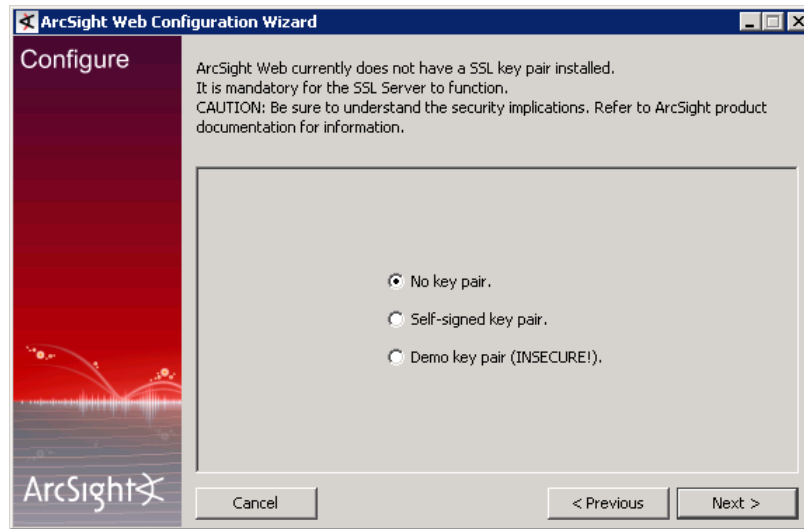 ArcSight Web Configuration Wizard
Configure
ArcSight Web currently does not have a SSL key pair installed.
It is mandatory for the SSL Server to function.
CAUTION: Be sure to understand the security implications. Refer to ArcSight product
documentation for information.
No key pair.
Self-signed key pair.
Demo key pair (INSECURE!).
ArcSight
Cancel
< Previous
Next >